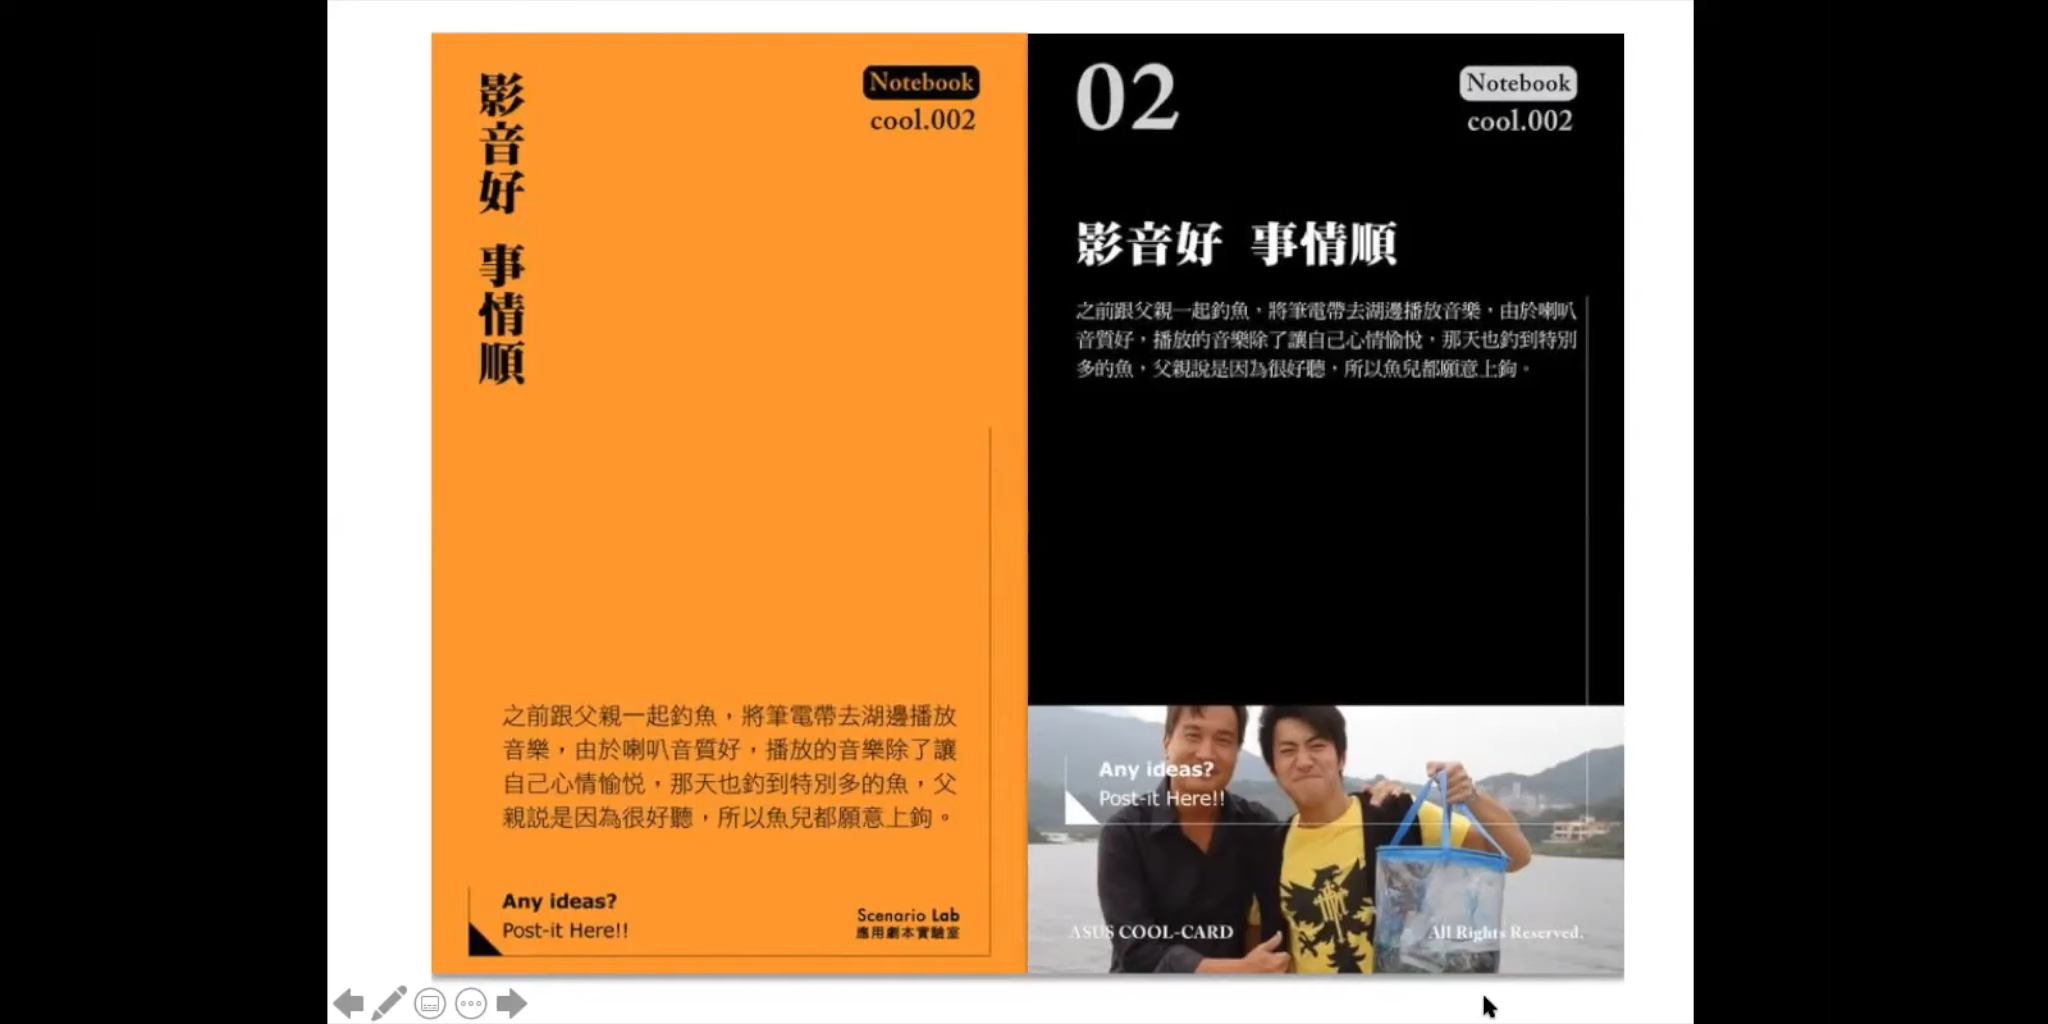 影音好 事情順
Notebook
cool.002
之前跟父親一起釣魚，將筆電帶去湖邊播放
音樂，由於喇叭音質好，播放的音樂除了讓
自己心情愉悅，那天也釣到特別多的魚，父
親說是因為很好聽，所以魚兒都願意上鉤。
Any ideas?
Post-it Here!!
Scenario Lab
應用劇本實驗室
02
Notebook
cool.002
影音好 事情順
之前跟父親一起釣魚，將筆電帶去湖邊播放音樂，由於喇叭
音質好，播放的音樂除了讓自己心情愉悅，那天也釣到特別
多的魚，父親說是因為很好聽，所以魚兒都願意上鉤。
Any ideas?
Post-it Here!!
ASUS COOL-CARD
All Rights Reserved.